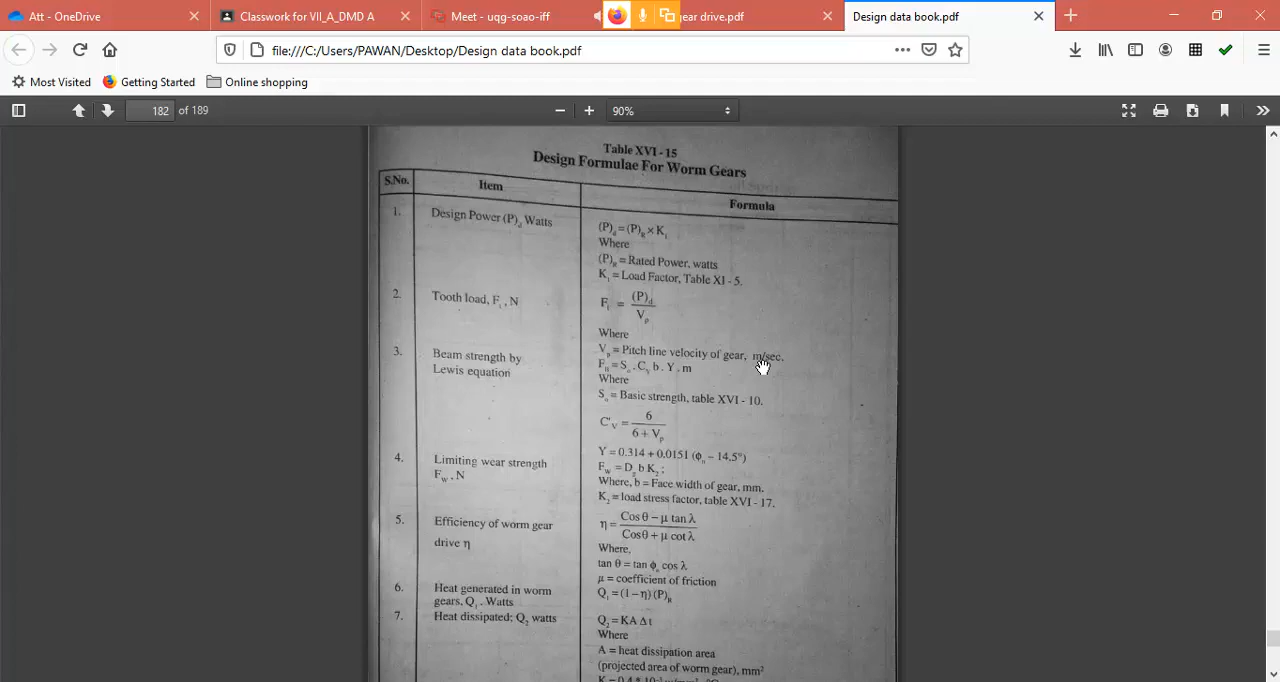 Att - OneDrive
Classwork for VII_A_DMD A
Meet - uqg-soao-iff
gear drive.pdf
Design data book.pdf
file:///C:/Users/PAWAN/Desktop/Design data book.pdf
Most Visited
Getting Started
Online shopping
182 of 189
90%
Table XVI - 15
Design Formulae For Worm Gears
S.No. Item Formula
1. Design Power (P)d Watts
(P)d = (P)R × K1
Where
(P)R = Rated Power, watts
K1 = Load Factor, Table XI - 5.
2. Tooth load, Ft, N
Ft = (P)d / Vp
Where
Vp = Pitch line velocity of gear, m/sec.
3. Beam strength by
Lewis equation
FB = So . Cv b . Y . m
Where
So = Basic strength, table XVI - 10.
C'V = 6 / 6 + Vp
Y = 0.314 + 0.0151 (ϕn − 14.5°)
4. Limiting wear strength
Fw, N
Fw = Dg b K2 ;
Where, b = Face width of gear, mm.
K2 = load stress factor, table XVI - 17.
5. Efficiency of worm gear
drive η
η = Cosθ − μ tan λ / Cosθ + μ cot λ
Where,
tan θ = tan ϕn cos λ
μ = coefficient of friction
6. Heat generated in worm
gears, Q1, Watts
Q1 = (1 − η) (P)R
7. Heat dissipated; Q2 watts
Q2 = KA Δ t
Where
A = heat dissipation area
(projected area of worm gear), mm²